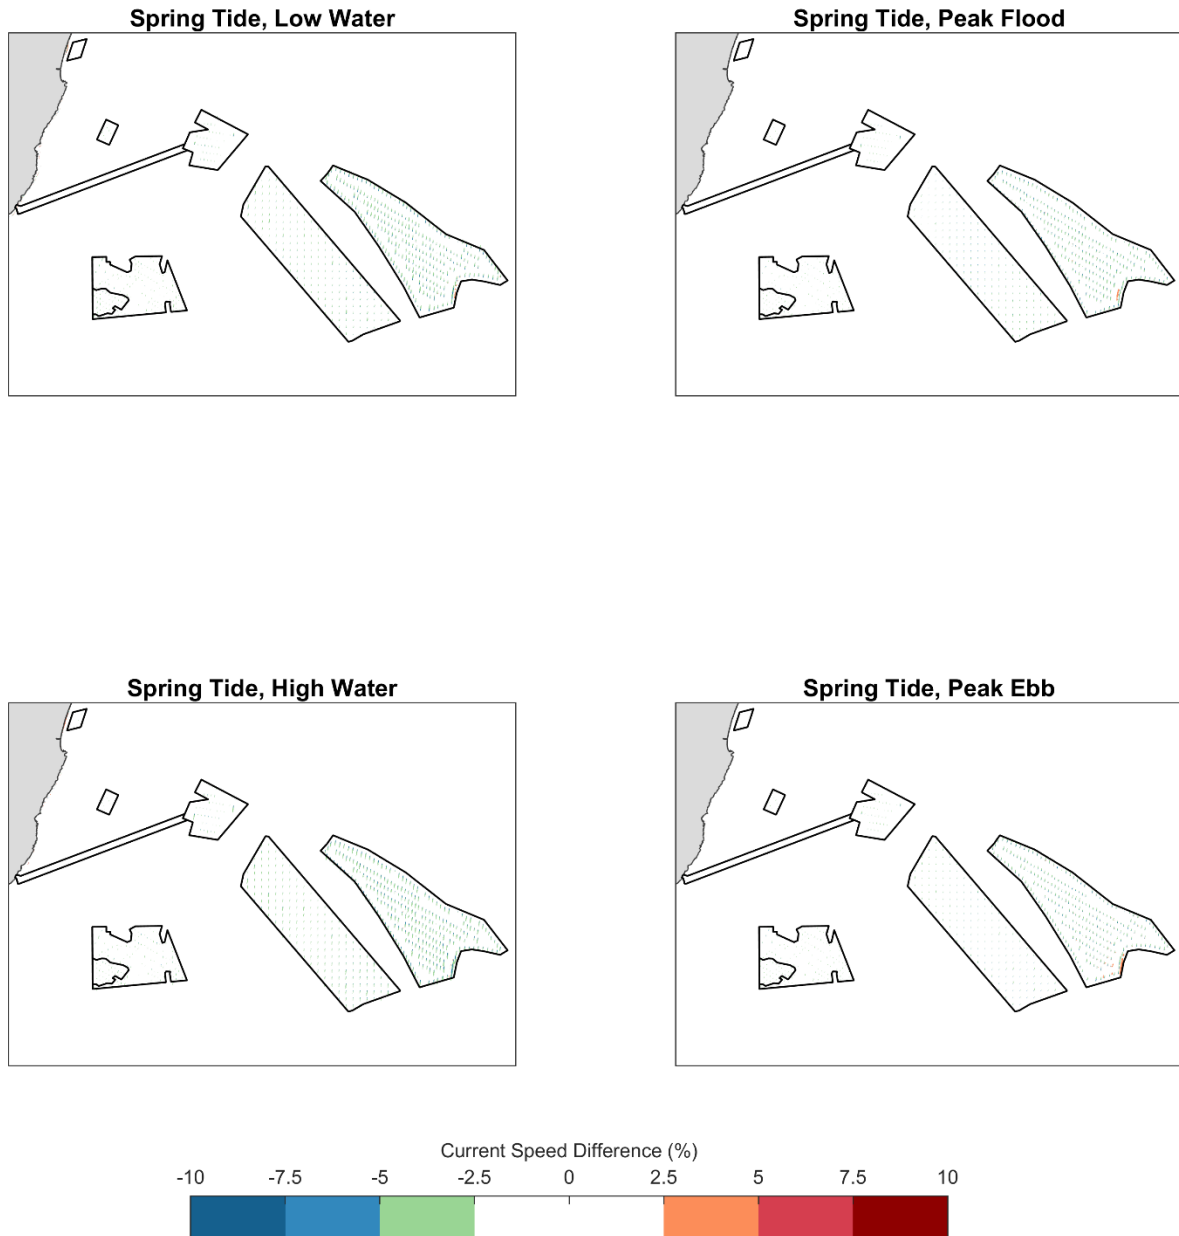 Spring Tide, Low Water
Spring Tide, Peak Flood
Spring Tide, High Water
Spring Tide, Peak Ebb
Current Speed Difference (%)
-10 -7.5 -5 -2.5 0 2.5 5 7.5 10